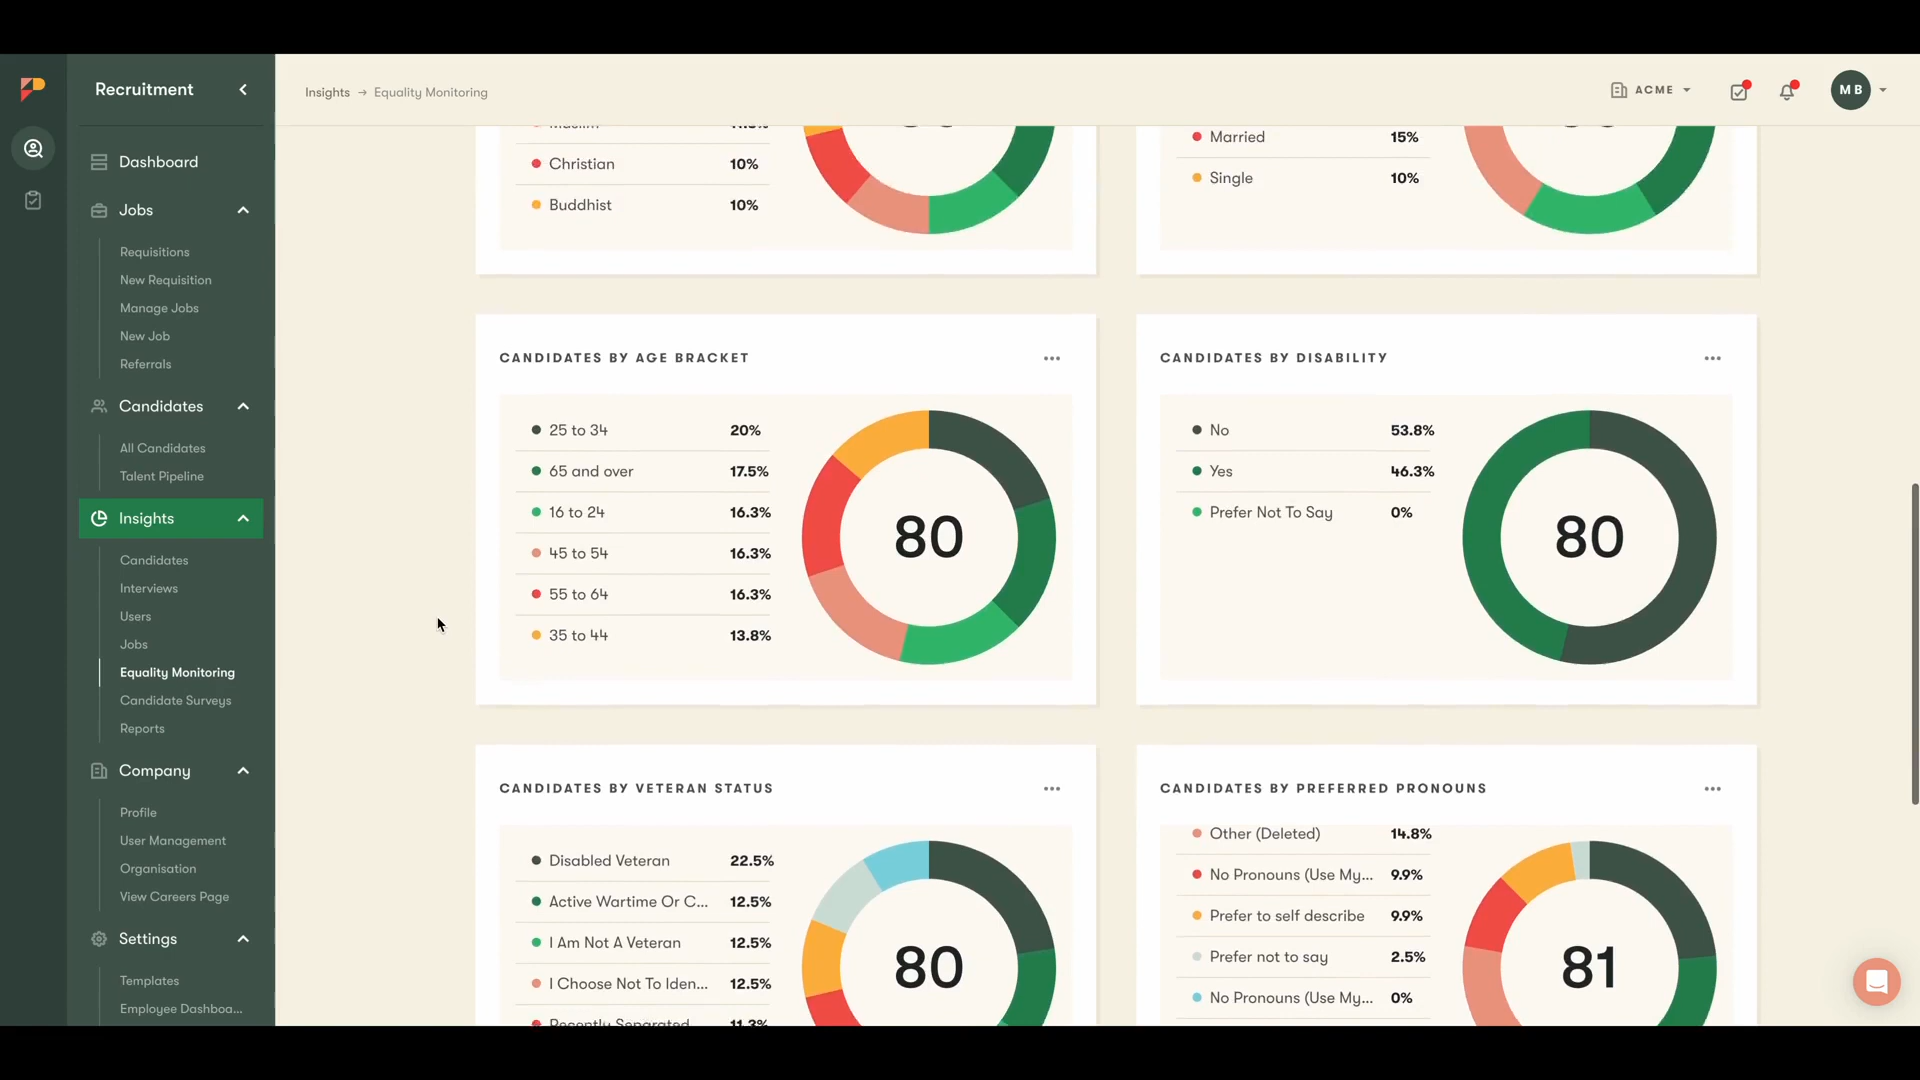 Recruitment
Dashboard
Jobs
Requisitions
New Requisition
Manage Jobs
New Job
Referrals
Candidates
All Candidates
Talent Pipeline
Insights
Candidates
Interviews
Users
Jobs
Equality Monitoring
Candidate Surveys
Reports
Company
Profile
User Management
Organisation
View Careers Page
Settings
Templates
Employee Dashboa...
Insights → Equality Monitoring
ACME
MB
Muslim
Christian 10%
Buddhist 10%
Married 15%
Single 10%
CANDIDATES BY AGE BRACKET
25 to 34 20%
65 and over 17.5%
16 to 24 16.3%
45 to 54 16.3%
55 to 64 16.3%
35 to 44 13.8%
80
CANDIDATES BY DISABILITY
No 53.8%
Yes 46.3%
Prefer Not To Say 0%
80
CANDIDATES BY VETERAN STATUS
Disabled Veteran 22.5%
Active Wartime Or C... 12.5%
I Am Not A Veteran 12.5%
I Choose Not To Iden... 12.5%
Recently Separated 11.3%
80
CANDIDATES BY PREFERRED PRONOUNS
Other (Deleted) 14.8%
No Pronouns (Use My... 9.9%
Prefer to self describe 9.9%
Prefer not to say 2.5%
No Pronouns (Use My... 0%
81